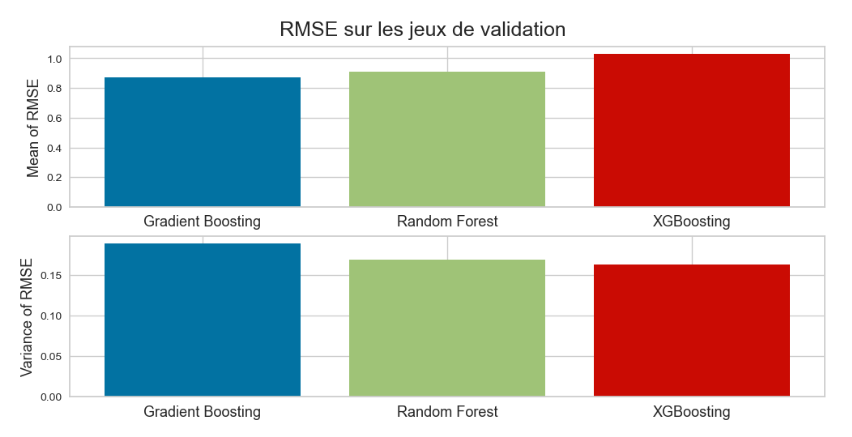 RMSE sur les jeux de validation
Mean of RMSE
1.0
0.8
0.6
0.4
0.2
0.0
Gradient Boosting Random Forest XGBoosting
Variance of RMSE
0.15
0.10
0.05
0.00
Gradient Boosting Random Forest XGBoosting